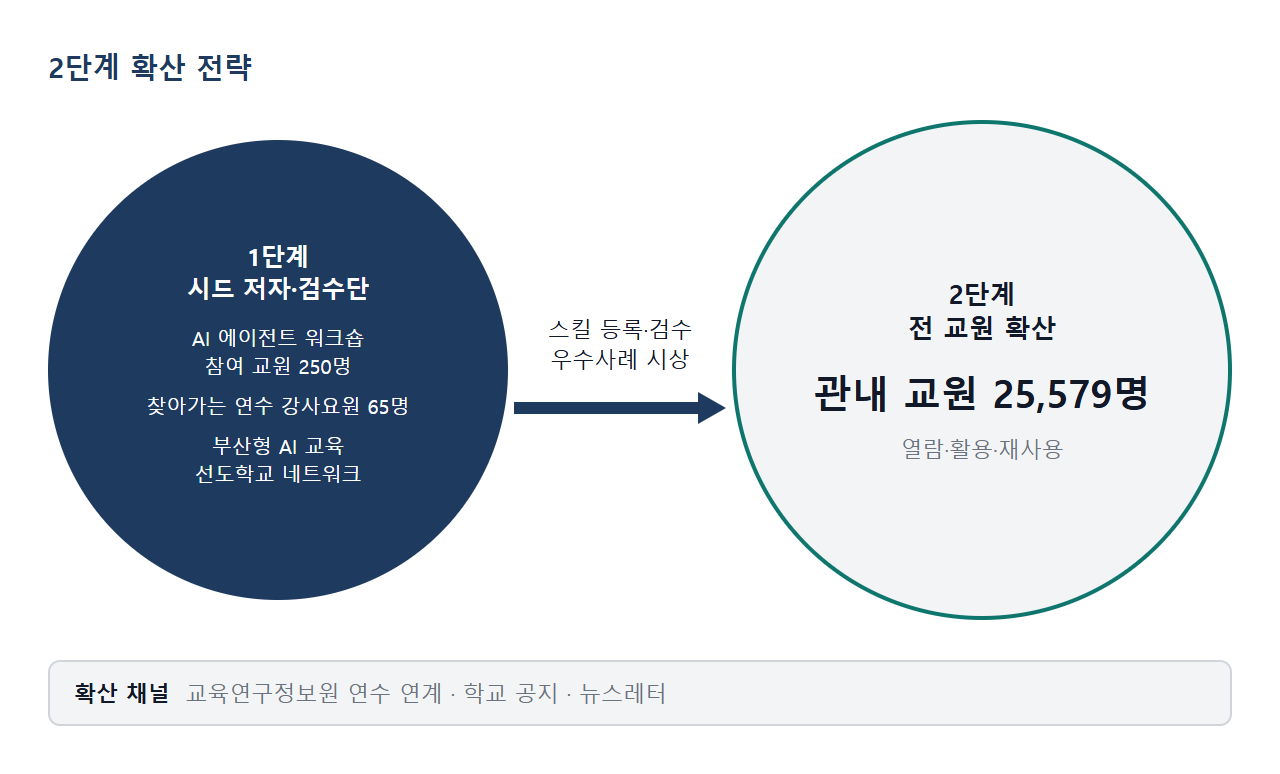 2단계 확산 전략
1단계
시드 저자·검수단
AI 에이전트 워크숍
참여 교원 250명
찾아가는 연수 강사요원 65명
부산형 AI 교육
선도학교 네트워크
스킬 등록·검수
우수사례 시상
2단계
전 교원 확산
관내 교원 25,579명
열람·활용·재사용
확산 채널 교육연구정보원 연수 연계 · 학교 공지 · 뉴스레터